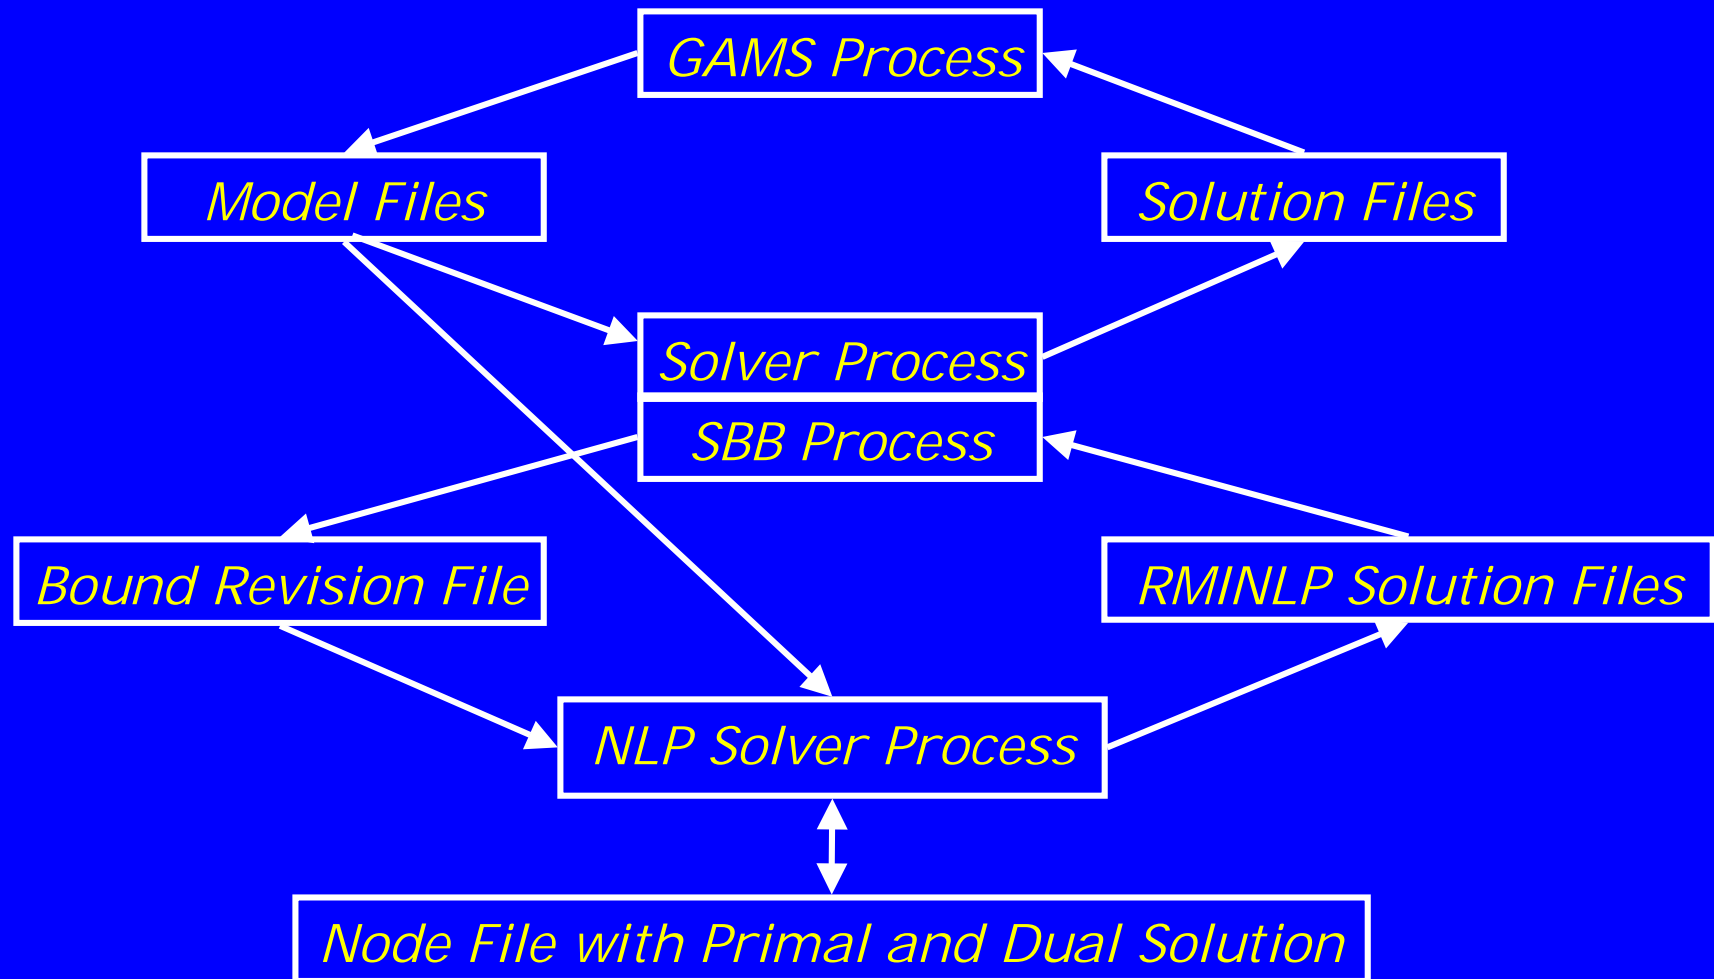 GAMS Process
Model Files
Solution Files
Solver Process
SBB Process
Bound Revision File
RMINLP Solution Files
NLP Solver Process
Node File with Primal and Dual Solution